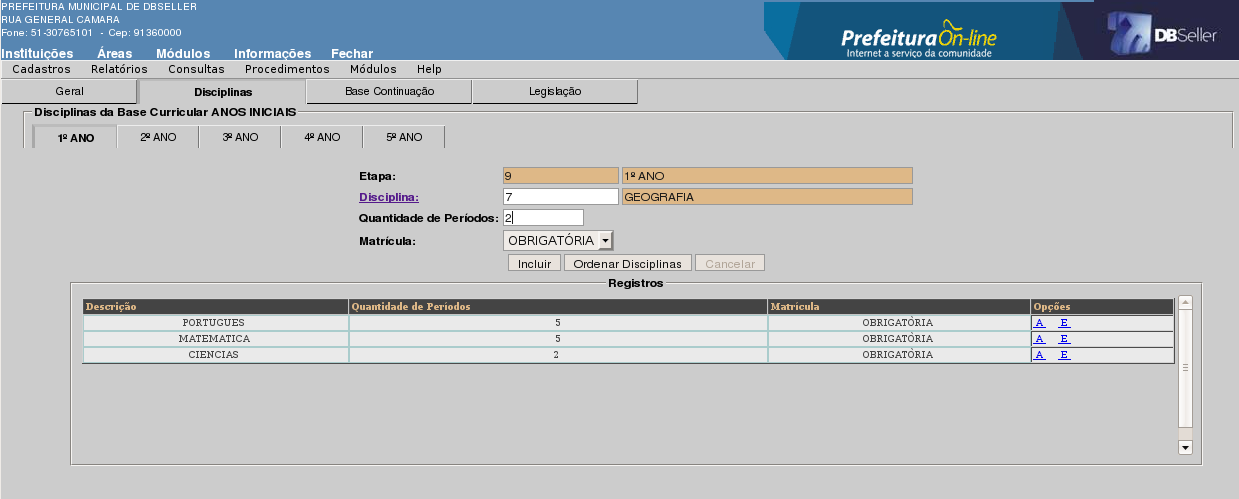 PREFEITURA MUNICIPAL DE DBSELLER
RUA GENERAL CAMARA
Fone: 51-30765101 - Cep: 91360000
Instituições Áreas Módulos Informações Fechar
PrefeituraOn-line
Internet a serviço da comunidade
DBSeller
Cadastros Relatórios Consultas Procedimentos Módulos Help
Geral Disciplinas Base Continuação Legislação
Disciplinas da Base Curricular ANOS INICIAIS
1º ANO 2º ANO 3º ANO 4º ANO 5º ANO
Etapa: 9 1º ANO
Disciplina: 7 GEOGRAFIA
Quantidade de Períodos: 2
Matrícula: OBRIGATÓRIA
Incluir Ordenar Disciplinas Cancelar
Registros
Descrição Quantidade de Períodos Matrícula Opções
PORTUGUES 5 OBRIGATÓRIA A E
MATEMATICA 5 OBRIGATÓRIA A E
CIENCIAS 2 OBRIGATÓRIA A E